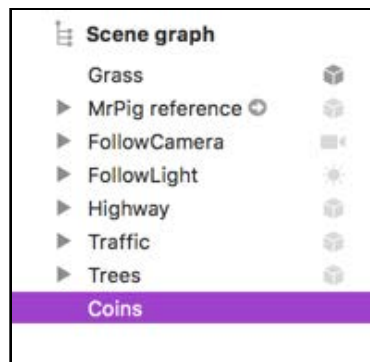 Scene graph
Grass
MrPig reference
FollowCamera
FollowLight
Highway
Traffic
Trees
Coins